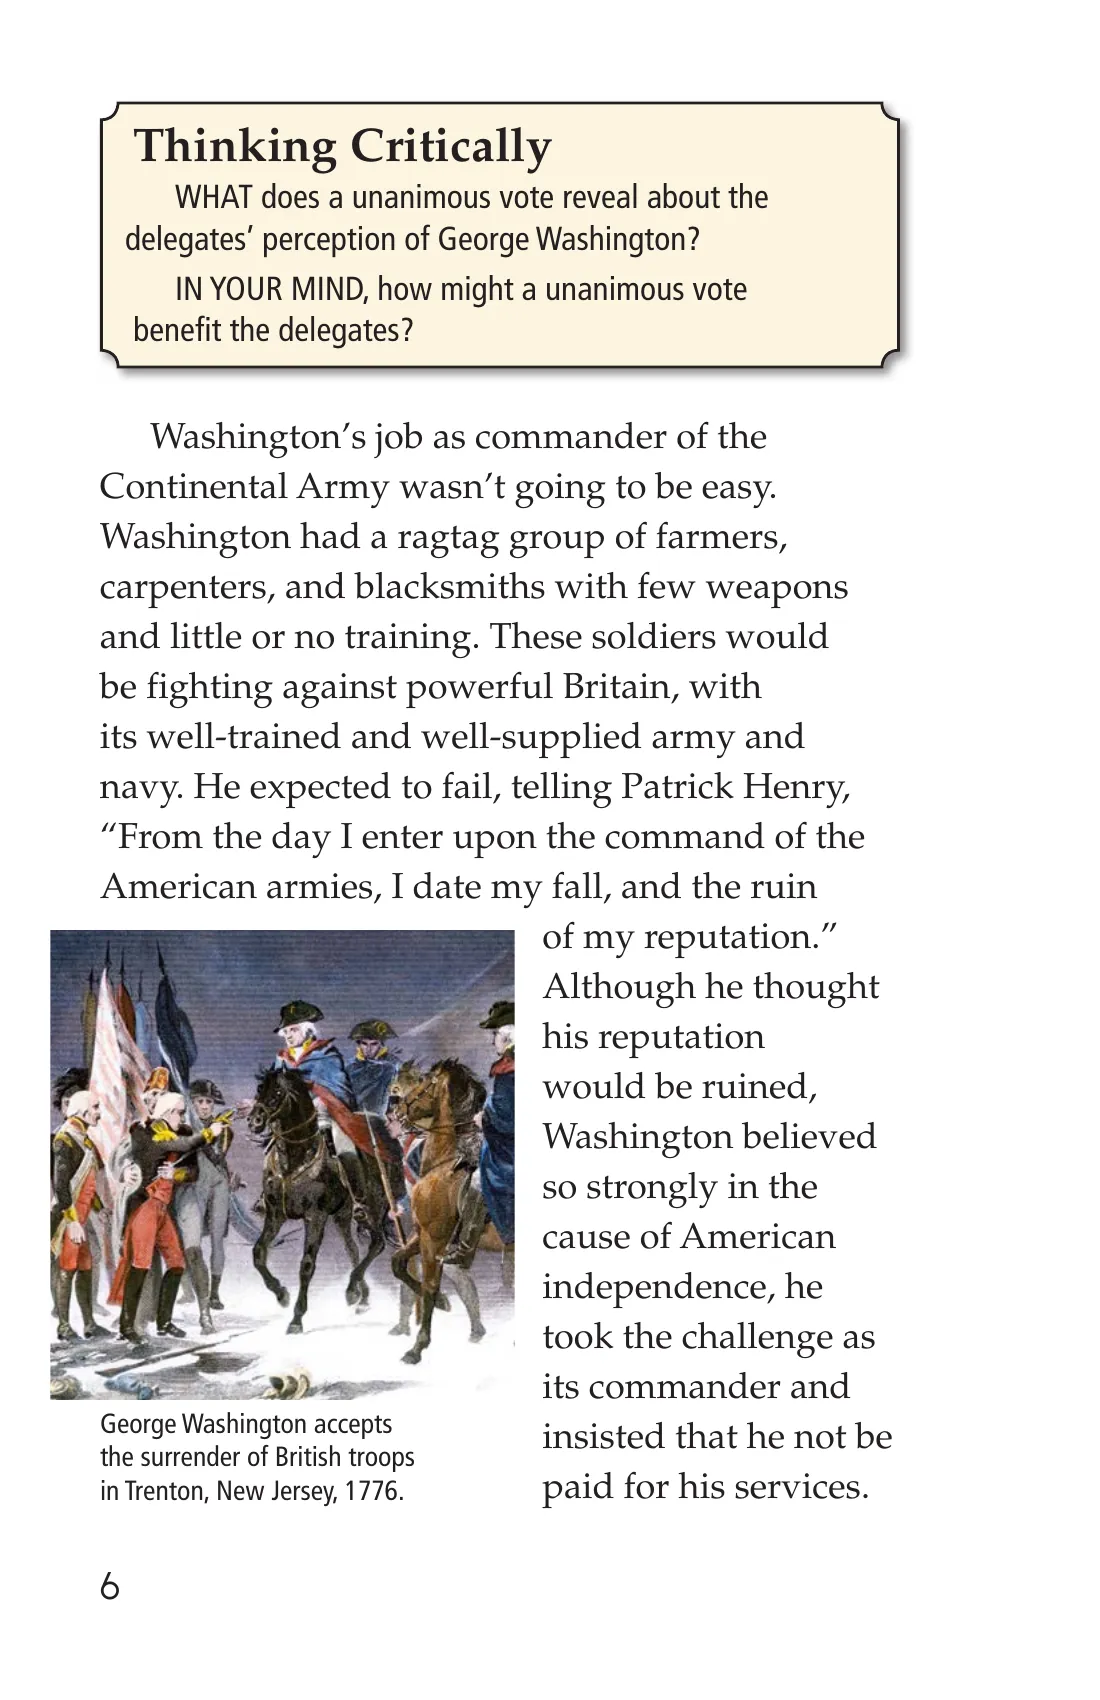 Thinking Critically
WHAT does a unanimous vote reveal about the
delegates’ perception of George Washington?
IN YOUR MIND, how might a unanimous vote
benefit the delegates?
Washington’s job as commander of the
Continental Army wasn’t going to be easy.
Washington had a ragtag group of farmers,
carpenters, and blacksmiths with few weapons
and little or no training. These soldiers would
be fighting against powerful Britain, with
its well-trained and well-supplied army and
navy. He expected to fail, telling Patrick Henry,
“From the day I enter upon the command of the
American armies, I date my fall, and the ruin
of my reputation.”
Although he thought
his reputation
would be ruined,
Washington believed
so strongly in the
cause of American
independence, he
took the challenge as
its commander and
insisted that he not be
paid for his services.
George Washington accepts
the surrender of British troops
in Trenton, New Jersey, 1776.
6